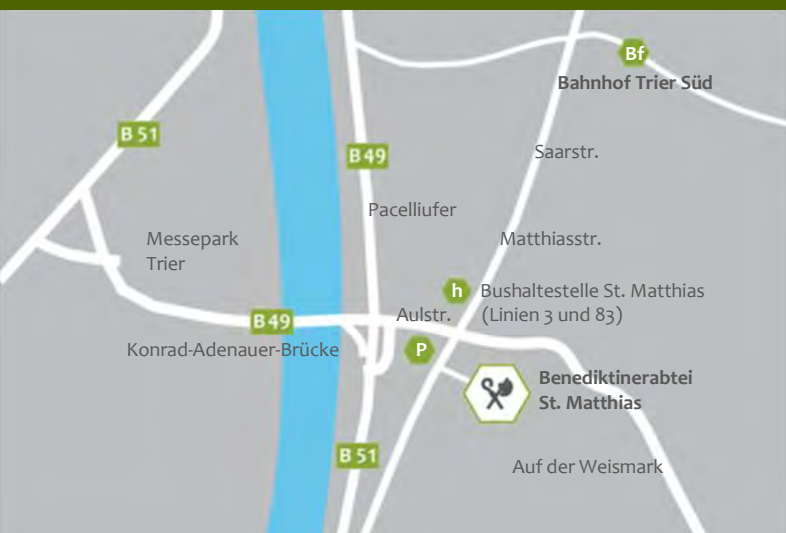 Bf
Bahnhof Trier Süd
B 51
Saarstr.
B 49
Pacelliufer
Messepark
Trier
Matthiasstr.
h
Bushaltestelle St. Matthias
(Linien 3 und 83)
Aulstr.
B 49
Konrad-Adenauer-Brücke
P
Benediktinerabtei
St. Matthias
B 51
Auf der Weismark